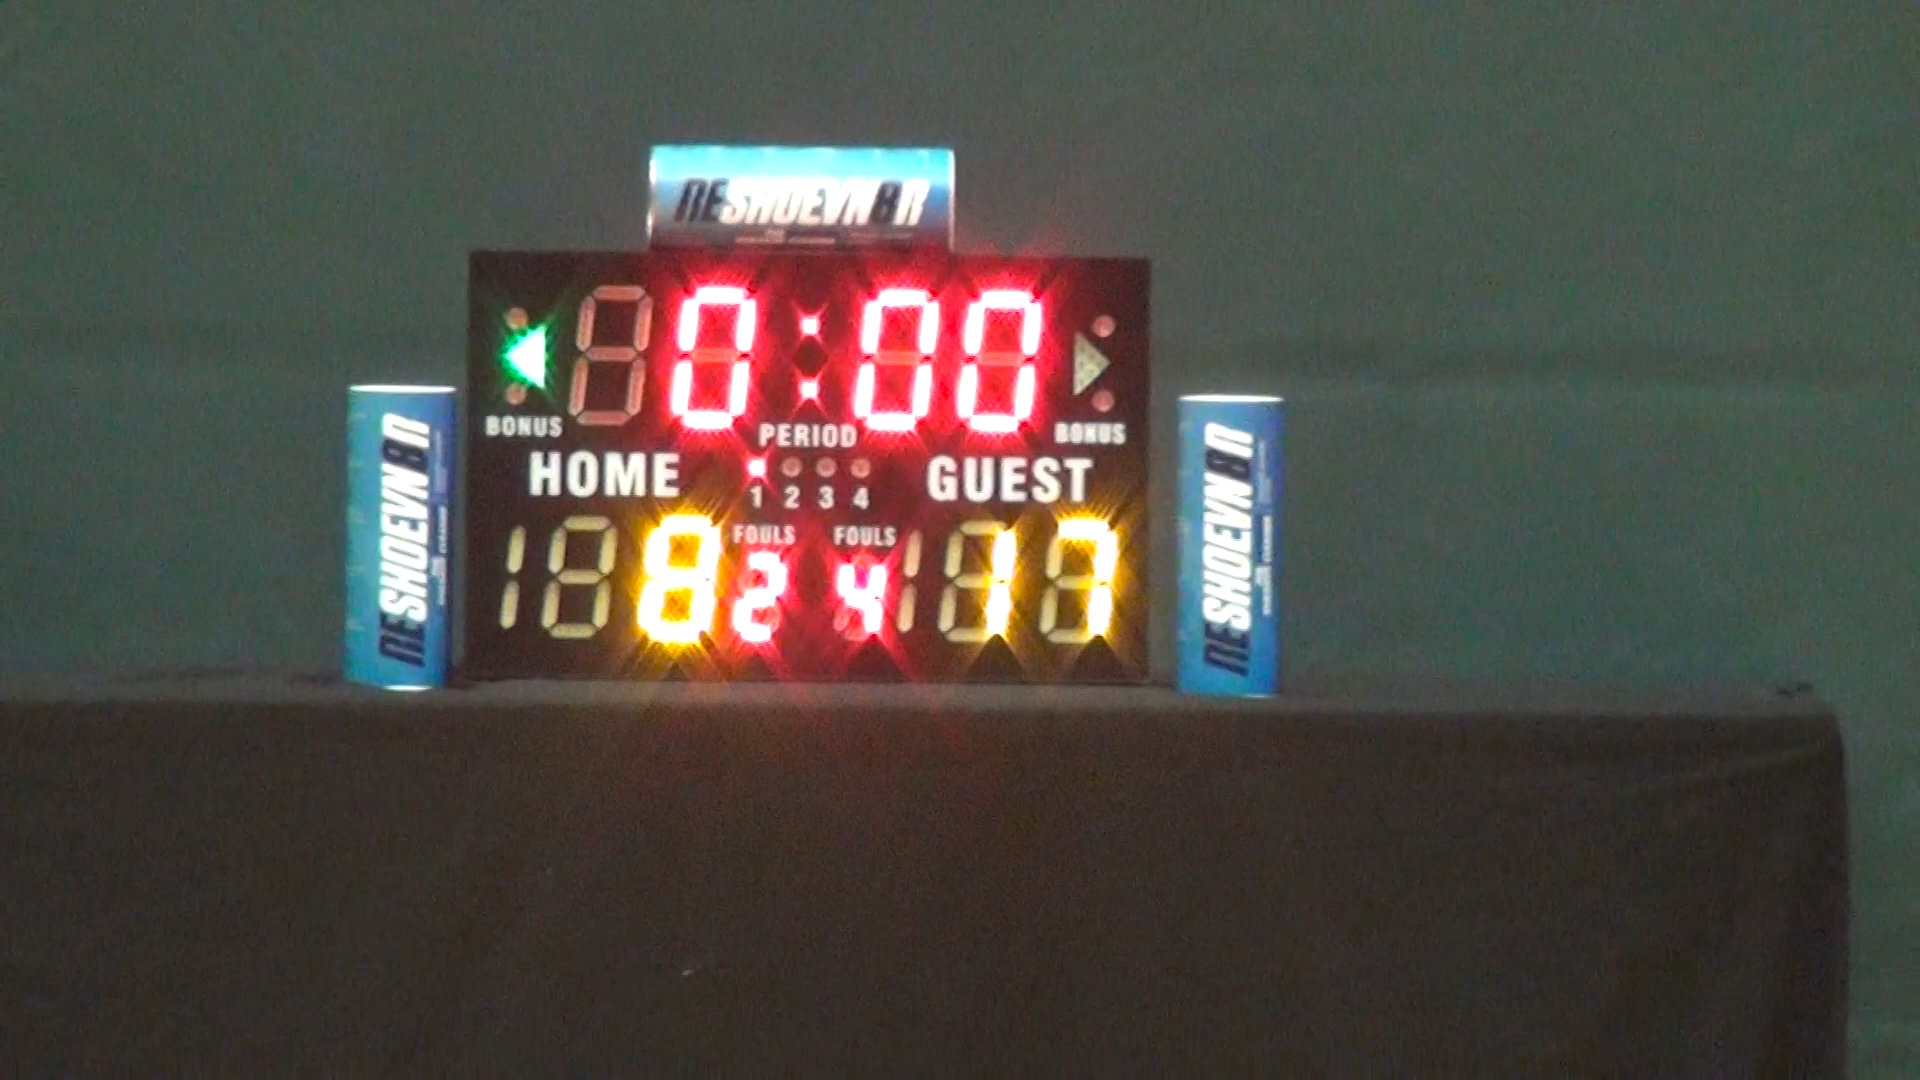 RESHOEVN8R
0:00
BONUS PERIOD BONUS
HOME GUEST
1 2 3 4
FOULS FOULS
8 2 4 17
RESHOEVN8R
RESHOEVN8R